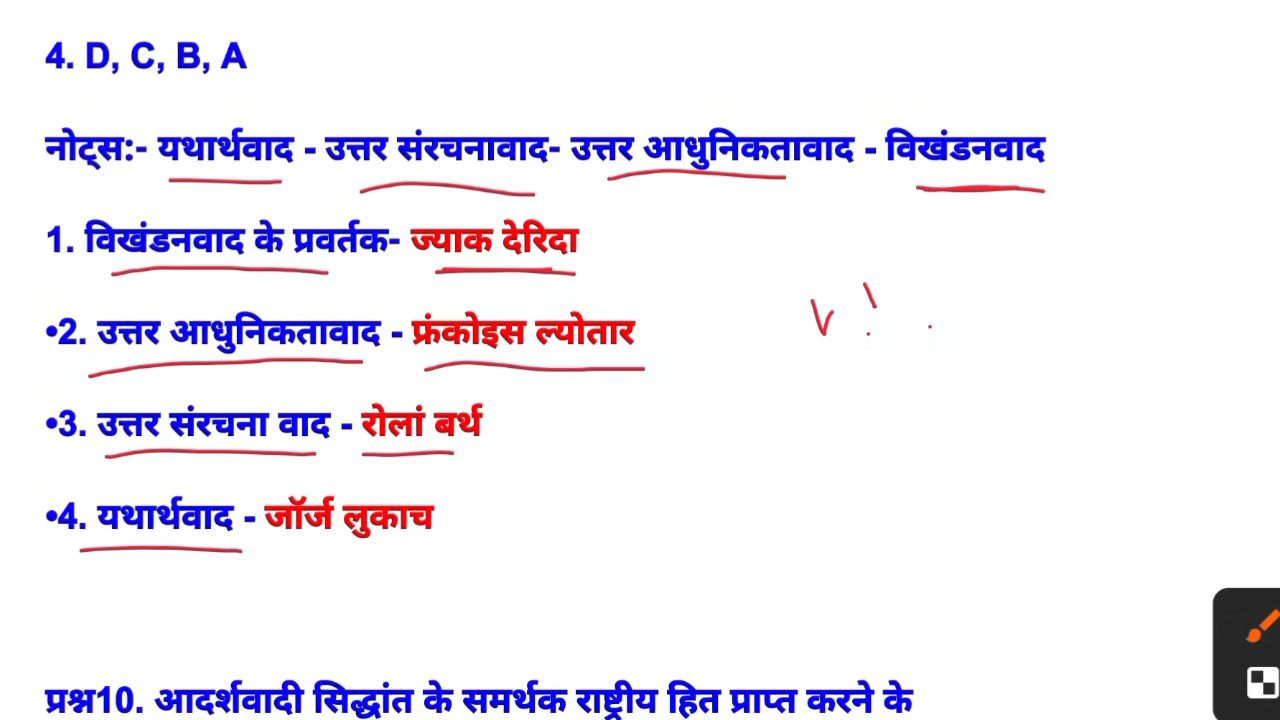 4. D, C, B, A
नोट्स:- यथार्थवाद - उत्तर संरचनावाद- उत्तर आधुनिकतावाद - विखंडनवाद
1. विखंडनवाद के प्रवर्तक- ज्याक देरिदा
•2. उत्तर आधुनिकतावाद - फ्रंकोइस ल्योतार
•3. उत्तर संरचना वाद - रोलां बर्थ
•4. यथार्थवाद - जॉर्ज लुकाच
प्रश्न10. आदर्शवादी सिद्धांत के समर्थक राष्ट्रीय हित प्राप्त करने के